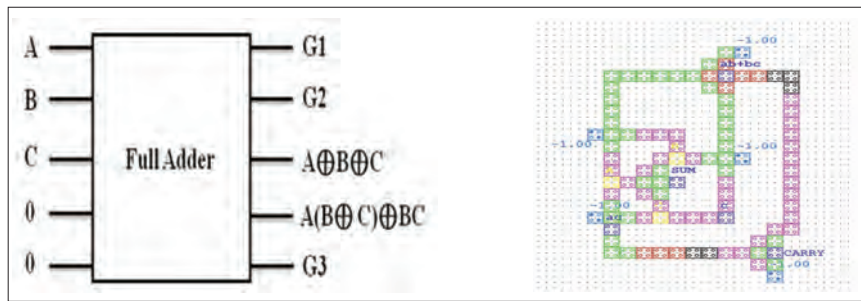 A
B
C
0
0
Full Adder
G1
G2
A⊕B⊕C
A(B⊕C)⊕BC
G3
-1.00
ab+bc
-1.00
-1.00
SUM
-1.00
ac
c
CARRY
.00